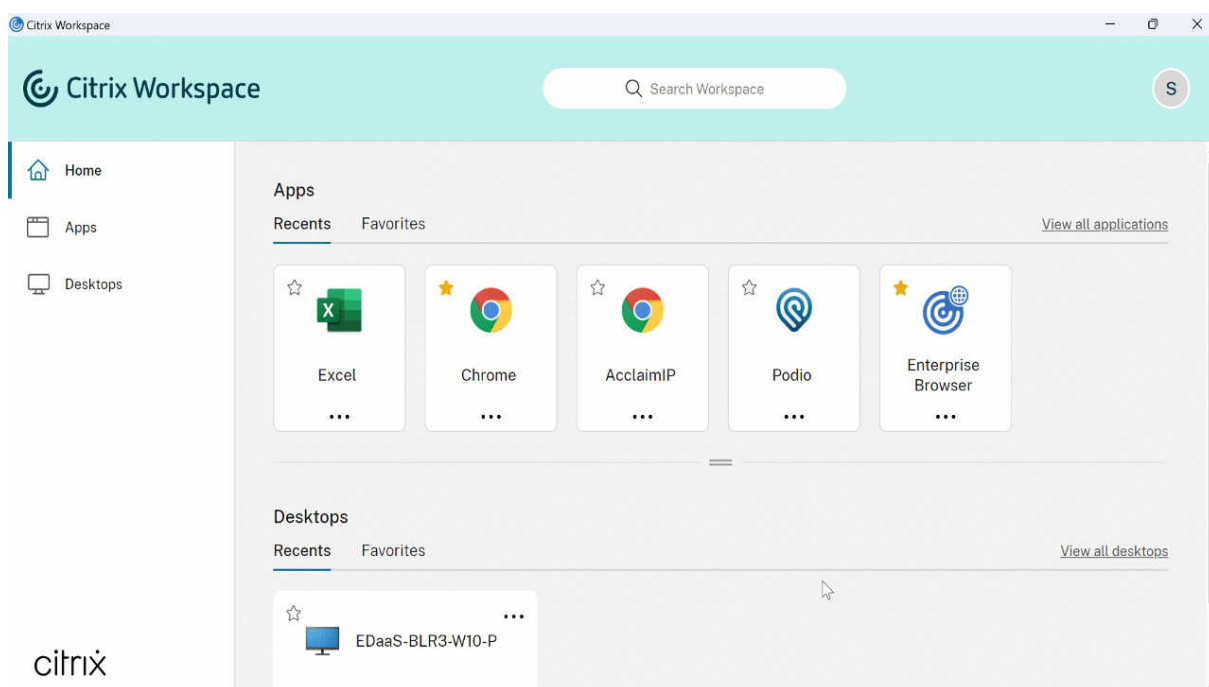 Citrix Workspace
Citrix Workspace
Search Workspace
S
Home
Apps
Desktops
Apps
Recents Favorites View all applications
Excel Chrome AcclaimIP Podio Enterprise Browser
Desktops
Recents Favorites View all desktops
EDaaS-BLR3-W10-P
citrix